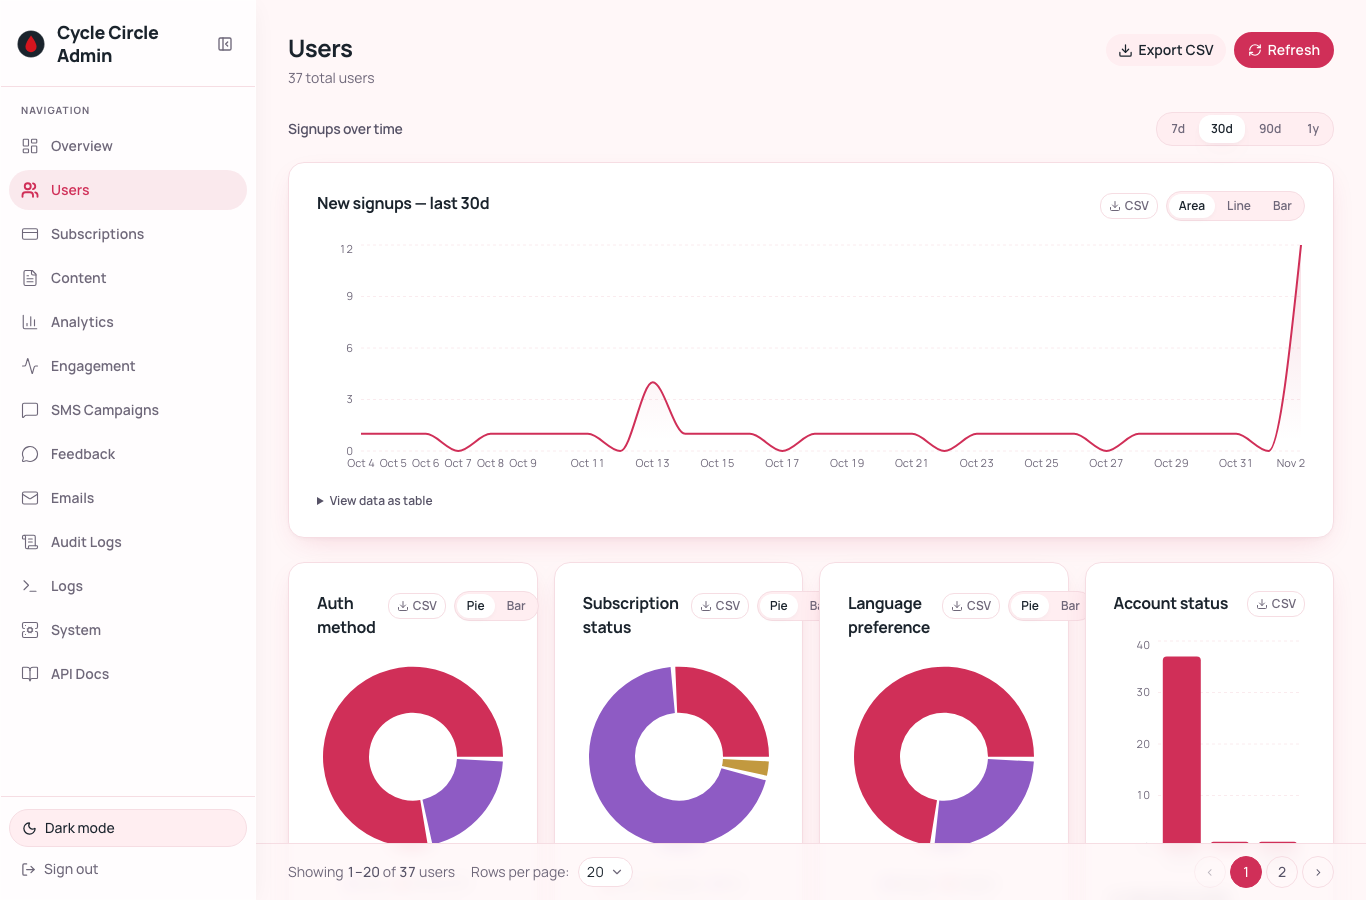 Cycle Circle
Admin
NAVIGATION
Overview
Users
Subscriptions
Content
Analytics
Engagement
SMS Campaigns
Feedback
Emails
Audit Logs
Logs
System
API Docs
Dark mode
Sign out
Users
37 total users
Export CSV
Refresh
Signups over time
7d 30d 90d 1y
New signups — last 30d
CSV
Area Line Bar
12
9
6
3
0
Oct 4 Oct 5 Oct 6 Oct 7 Oct 8 Oct 9 Oct 11 Oct 13 Oct 15 Oct 17 Oct 19 Oct 21 Oct 23 Oct 25 Oct 27 Oct 29 Oct 31 Nov 2
View data as table
Auth
method
CSV
Pie Bar
Subscription
status
CSV
Pie
Language
preference
CSV
Pie Bar
Account status
CSV
40
30
20
10
Showing 1–20 of 37 users
Rows per page: 20
‹ 1 2 ›